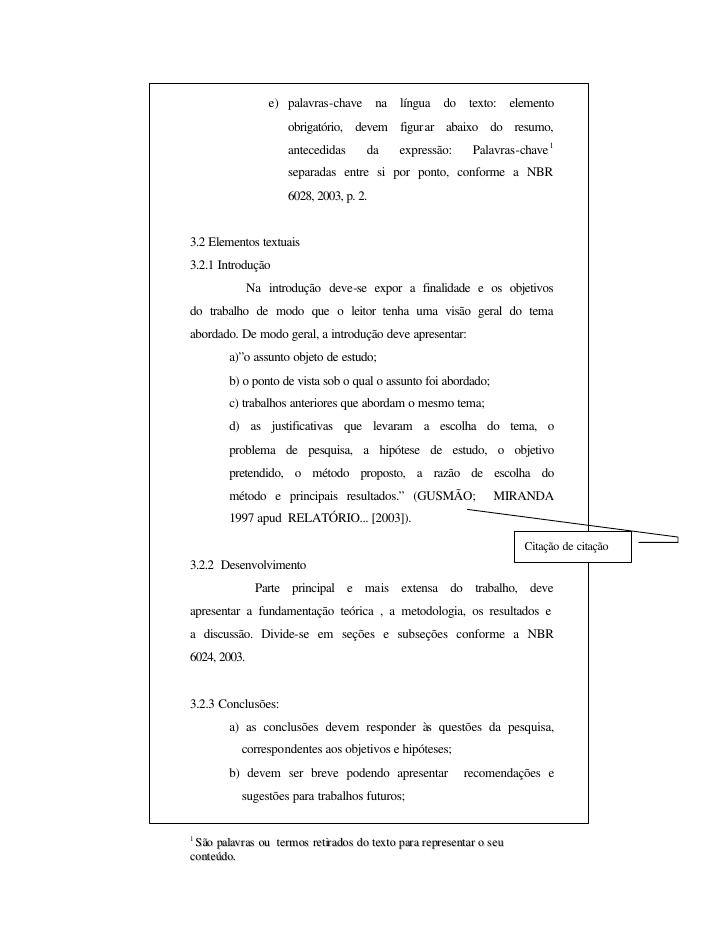 e) palavras-chave na língua do texto: elemento
obrigatório, devem figurar abaixo do resumo,
antecedidas da expressão: Palavras-chave¹
separadas entre si por ponto, conforme a NBR
6028, 2003, p. 2.
3.2 Elementos textuais
3.2.1 Introdução
Na introdução deve-se expor a finalidade e os objetivos
do trabalho de modo que o leitor tenha uma visão geral do tema
abordado. De modo geral, a introdução deve apresentar:
a)”o assunto objeto de estudo;
b) o ponto de vista sob o qual o assunto foi abordado;
c) trabalhos anteriores que abordam o mesmo tema;
d) as justificativas que levaram a escolha do tema, o
problema de pesquisa, a hipótese de estudo, o objetivo
pretendido, o método proposto, a razão de escolha do
método e principais resultados.” (GUSMÃO; MIRANDA
1997 apud RELATÓRIO... [2003]).
Citação de citação
3.2.2 Desenvolvimento
Parte principal e mais extensa do trabalho, deve
apresentar a fundamentação teórica , a metodologia, os resultados e
a discussão. Divide-se em seções e subseções conforme a NBR
6024, 2003.
3.2.3 Conclusões:
a) as conclusões devem responder às questões da pesquisa,
correspondentes aos objetivos e hipóteses;
b) devem ser breve podendo apresentar recomendações e
sugestões para trabalhos futuros;
¹ São palavras ou termos retirados do texto para representar o seu
conteúdo.